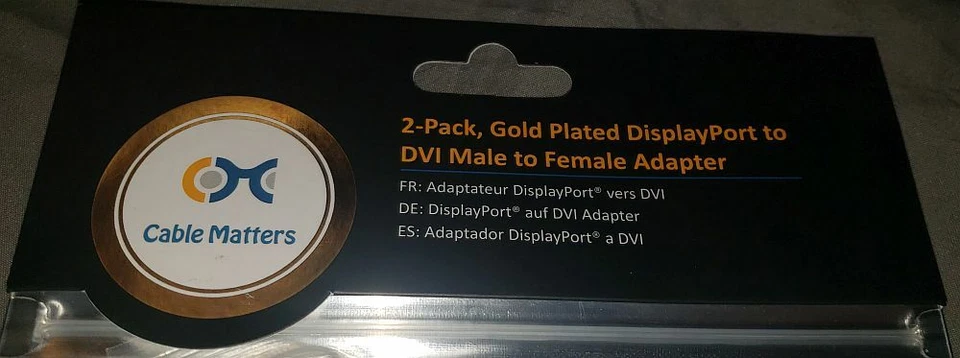 Cable Matters
2-Pack, Gold Plated DisplayPort to
DVI Male to Female Adapter
FR: Adaptateur DisplayPort® vers DVI
DE: DisplayPort® auf DVI Adapter
ES: Adaptador DisplayPort® a DVI